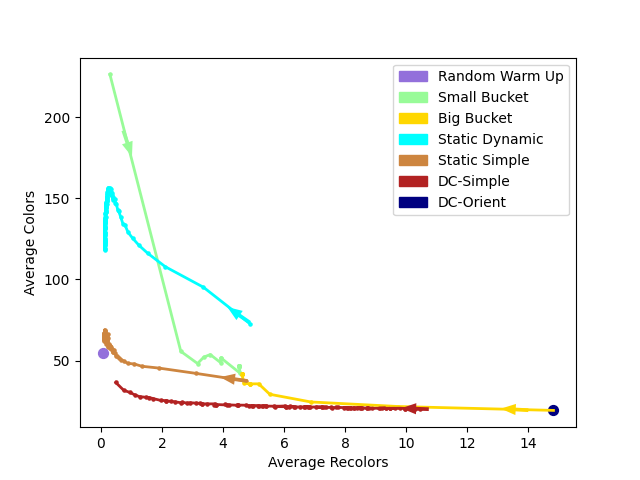 Random Warm Up
Small Bucket
Big Bucket
Static Dynamic
Static Simple
DC-Simple
DC-Orient
Average Colors
200
150
100
50
0
2
4
6
8
10
12
14
Average Recolors